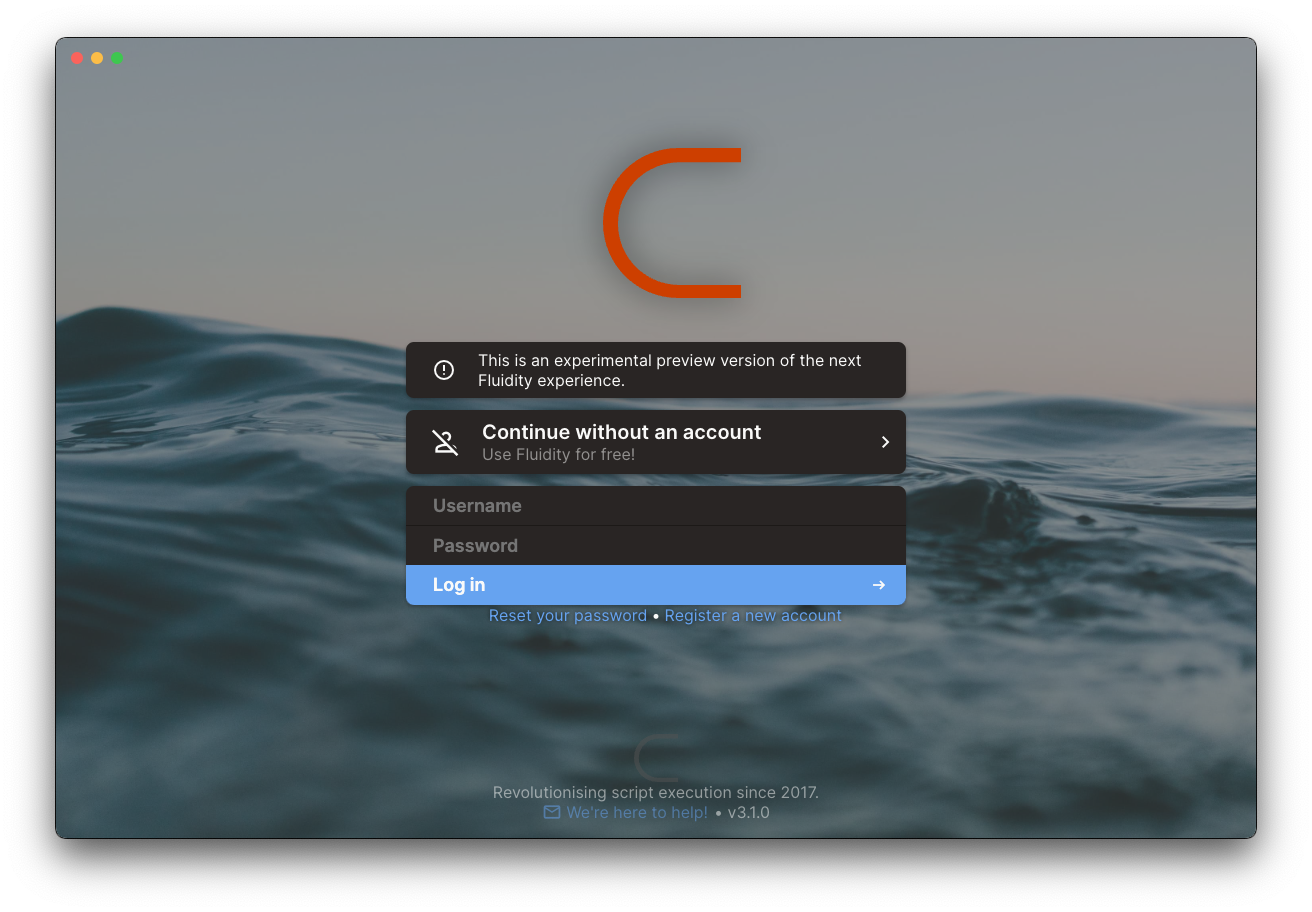 This is an experimental preview version of the next
Fluidity experience.
Continue without an account
Use Fluidity for free!
Username
Password
Log in
Reset your password • Register a new account
Revolutionising script execution since 2017.
We're here to help! • v3.1.0